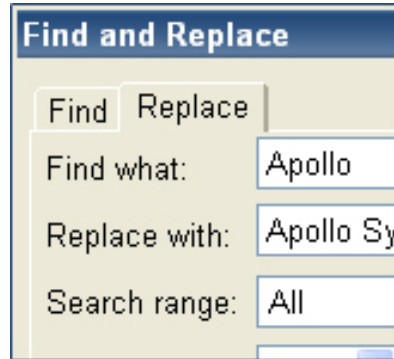 Find and Replace
Find Replace
Find what: Apollo
Replace with: Apollo Sy
Search range: All